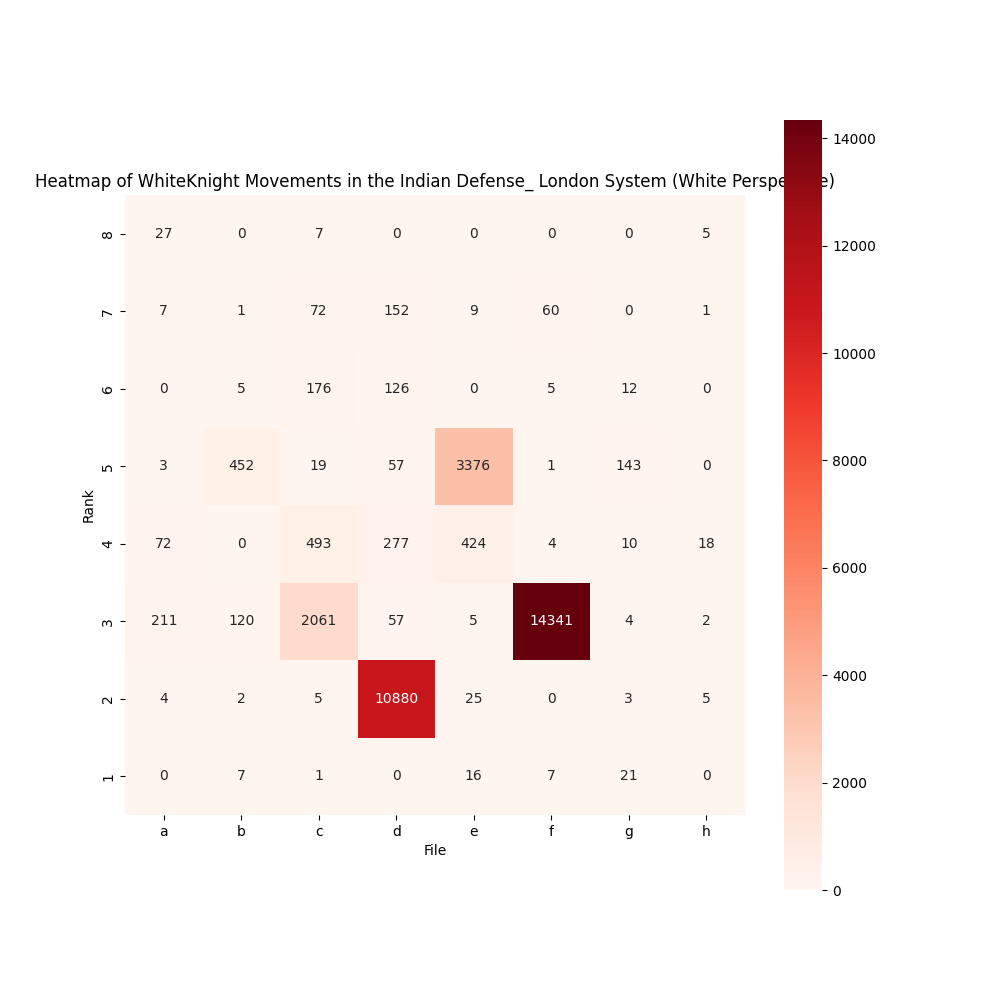 Heatmap of WhiteKnight Movements in the Indian Defense_ London System (White Perspe e)
14000
12000
10000
8000
6000
4000
2000
0
Rank
8 27 0 7 0 0 0 0 5
7 7 1 72 152 9 60 0 1
6 0 5 176 126 0 5 12 0
5 3 452 19 57 3376 1 143 0
4 72 0 493 277 424 4 10 18
3 211 120 2061 57 5 14341 4 2
2 4 2 5 10880 25 0 3 5
1 0 7 1 0 16 7 21 0
a b c d e f g h
File